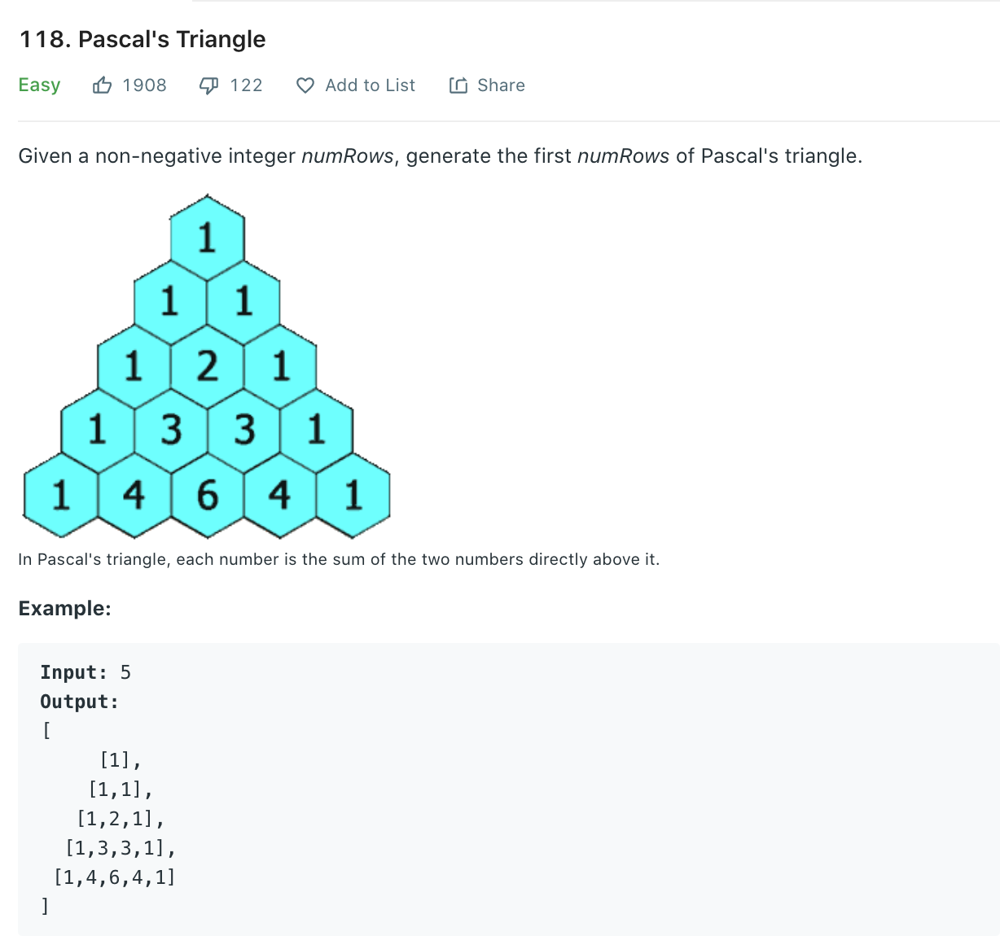 118. Pascal's Triangle
Easy 1908 122 Add to List Share
Given a non-negative integer numRows, generate the first numRows of Pascal's triangle.
1
1 1
1 2 1
1 3 3 1
1 4 6 4 1
In Pascal's triangle, each number is the sum of the two numbers directly above it.
Example:
Input: 5
Output:
[
[1],
[1,1],
[1,2,1],
[1,3,3,1],
[1,4,6,4,1]
]